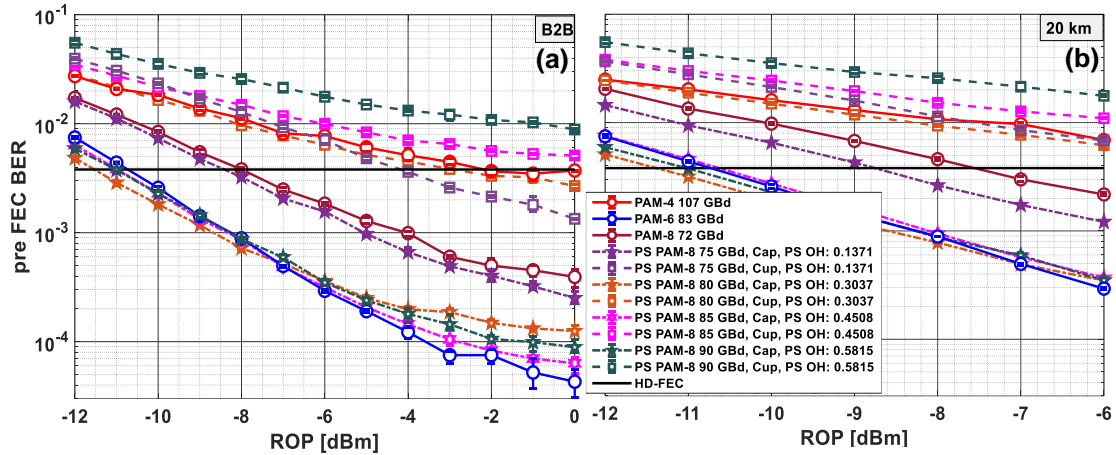 B2B
(a)
pre FEC BER
10^-1
10^-2
10^-3
10^-4
-12 -10 -8 -6 -4 -2 0
ROP [dBm]
20 km
(b)
PAM-4 107 GBd
PAM-6 83 GBd
PAM-8 72 GBd
PS PAM-8 75 GBd, Cap, PS OH: 0.1371
PS PAM-8 75 GBd, Cup, PS OH: 0.1371
PS PAM-8 80 GBd, Cap, PS OH: 0.3037
PS PAM-8 80 GBd, Cup, PS OH: 0.3037
PS PAM-8 85 GBd, Cap, PS OH: 0.4508
PS PAM-8 85 GBd, Cup, PS OH: 0.4508
PS PAM-8 90 GBd, Cap, PS OH: 0.5815
PS PAM-8 90 GBd, Cup, PS OH: 0.5815
HD-FEC
-12 -11 -10 -9 -8 -7 -6
ROP [dBm]